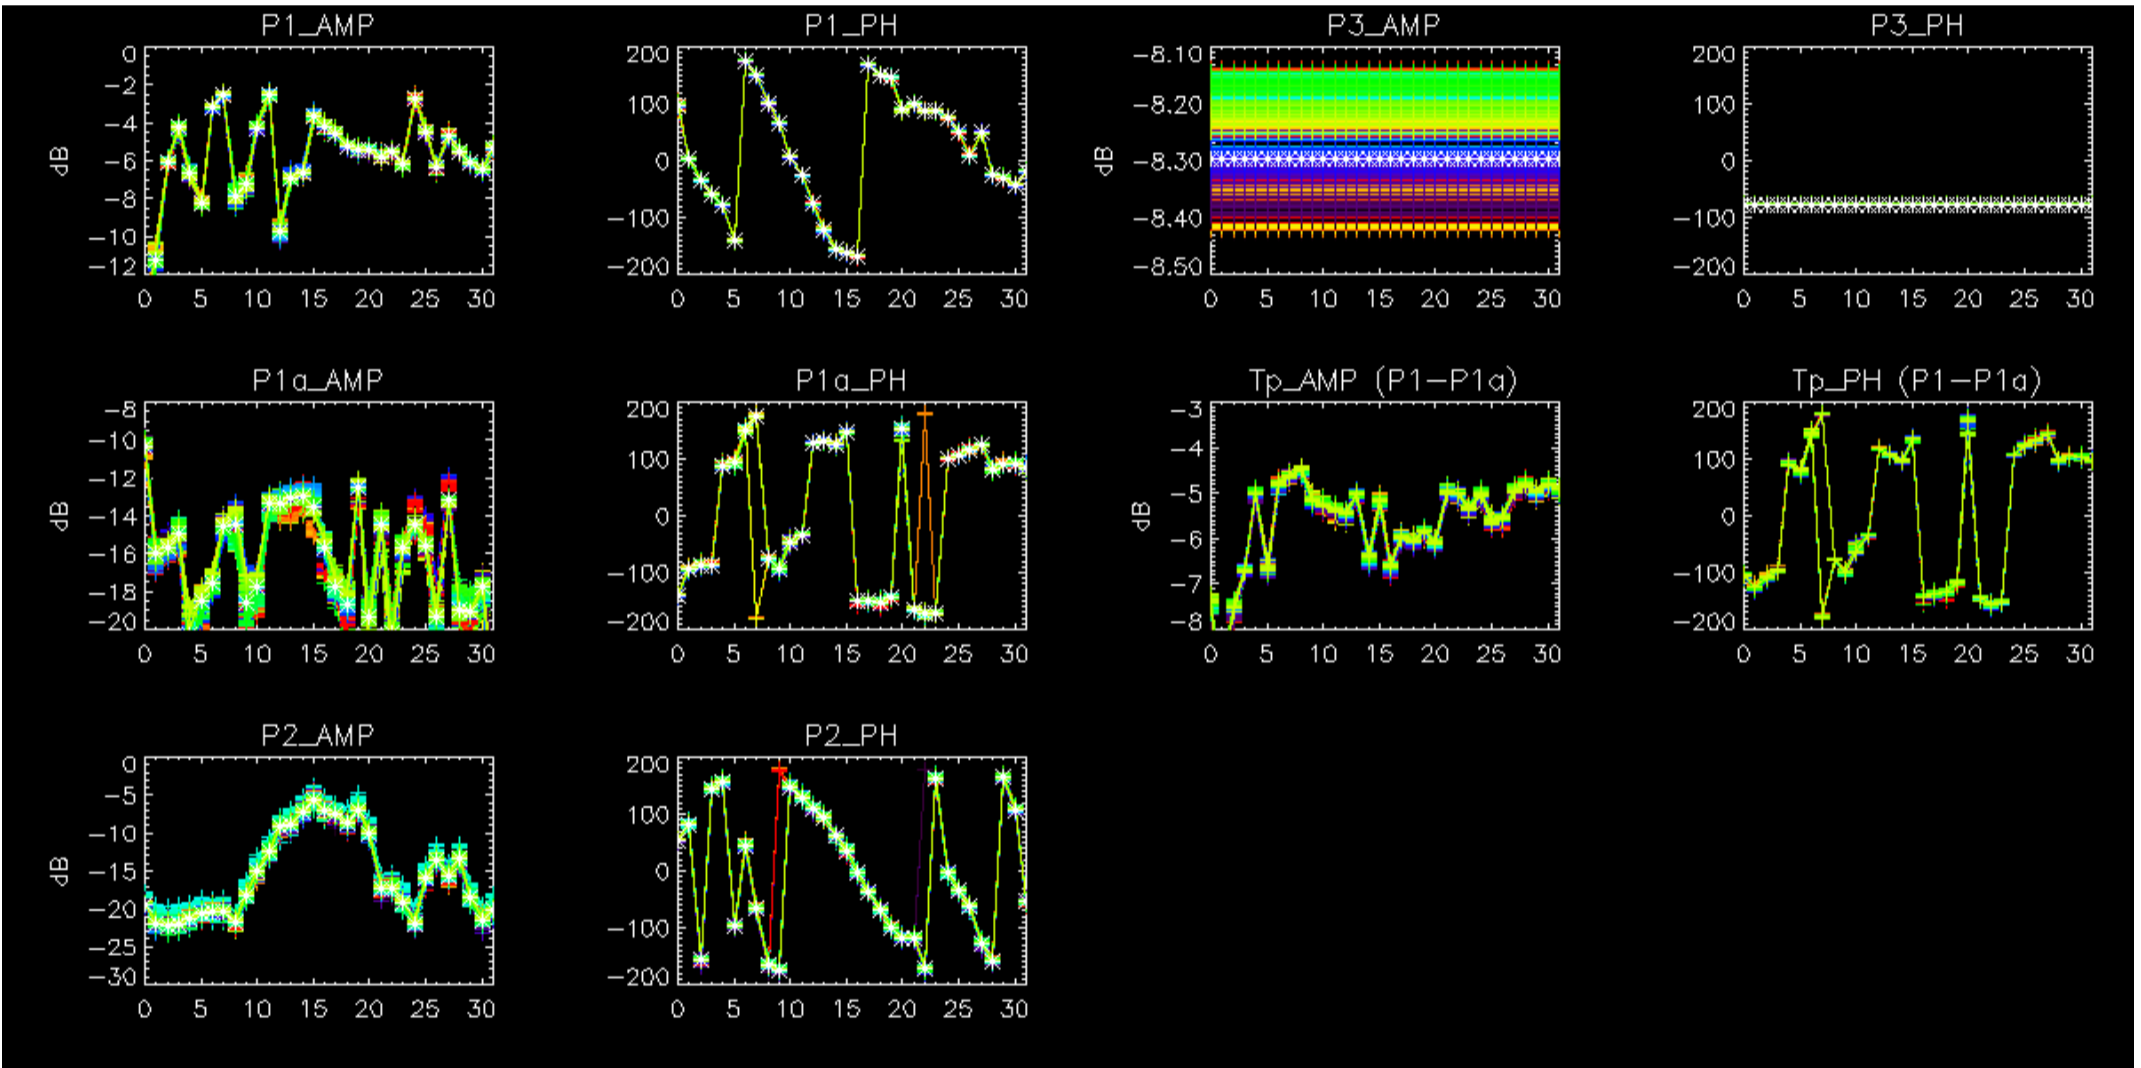 P1_AMP
0
-2
-4
-6
-8
-10
-12
dB
0 5 10 15 20 25 30
P1_PH
200
100
0
-100
-200
0 5 10 15 20 25 30
P3_AMP
-8.10
-8.20
-8.30
-8.40
-8.50
dB
0 5 10 15 20 25 30
P3_PH
200
100
0
-100
-200
0 5 10 15 20 25 30
P1a_AMP
-8
-10
-12
-14
-16
-18
-20
dB
0 5 10 15 20 25 30
P1a_PH
200
100
0
-100
-200
0 5 10 15 20 25 30
Tp_AMP (P1-P1a)
-3
-4
-5
-6
-7
-8
dB
0 5 10 15 20 25 30
Tp_PH (P1-P1a)
200
100
0
-100
-200
0 5 10 15 20 25 30
P2_AMP
0
-5
-10
-15
-20
-25
-30
dB
0 5 10 15 20 25 30
P2_PH
200
100
0
-100
-200
0 5 10 15 20 25 30